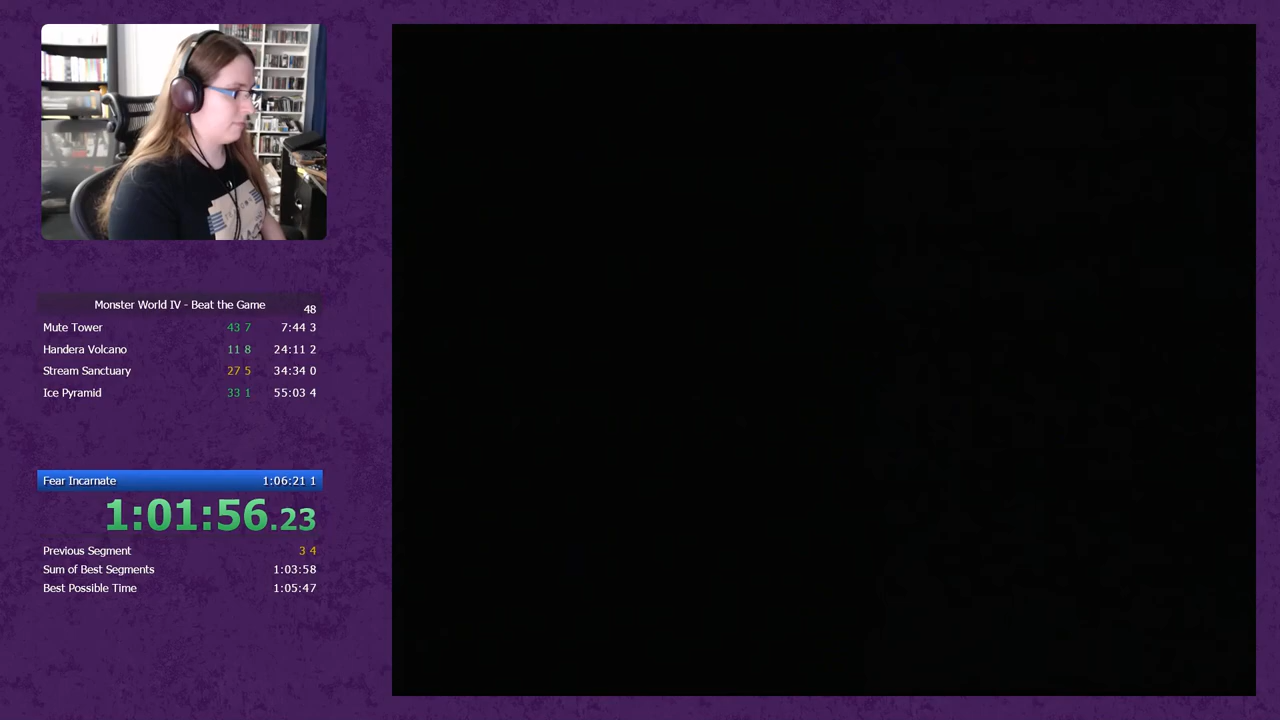 Monster World IV - Beat the Game
48
Mute Tower 43 7 7:44 3
Handera Volcano 11 8 24:11 2
Stream Sanctuary 27 5 34:34 0
Ice Pyramid 33 1 55:03 4
Fear Incarnate 1:06:21 1
1:01:56.23
Previous Segment 3 4
Sum of Best Segments 1:03:58
Best Possible Time 1:05:47